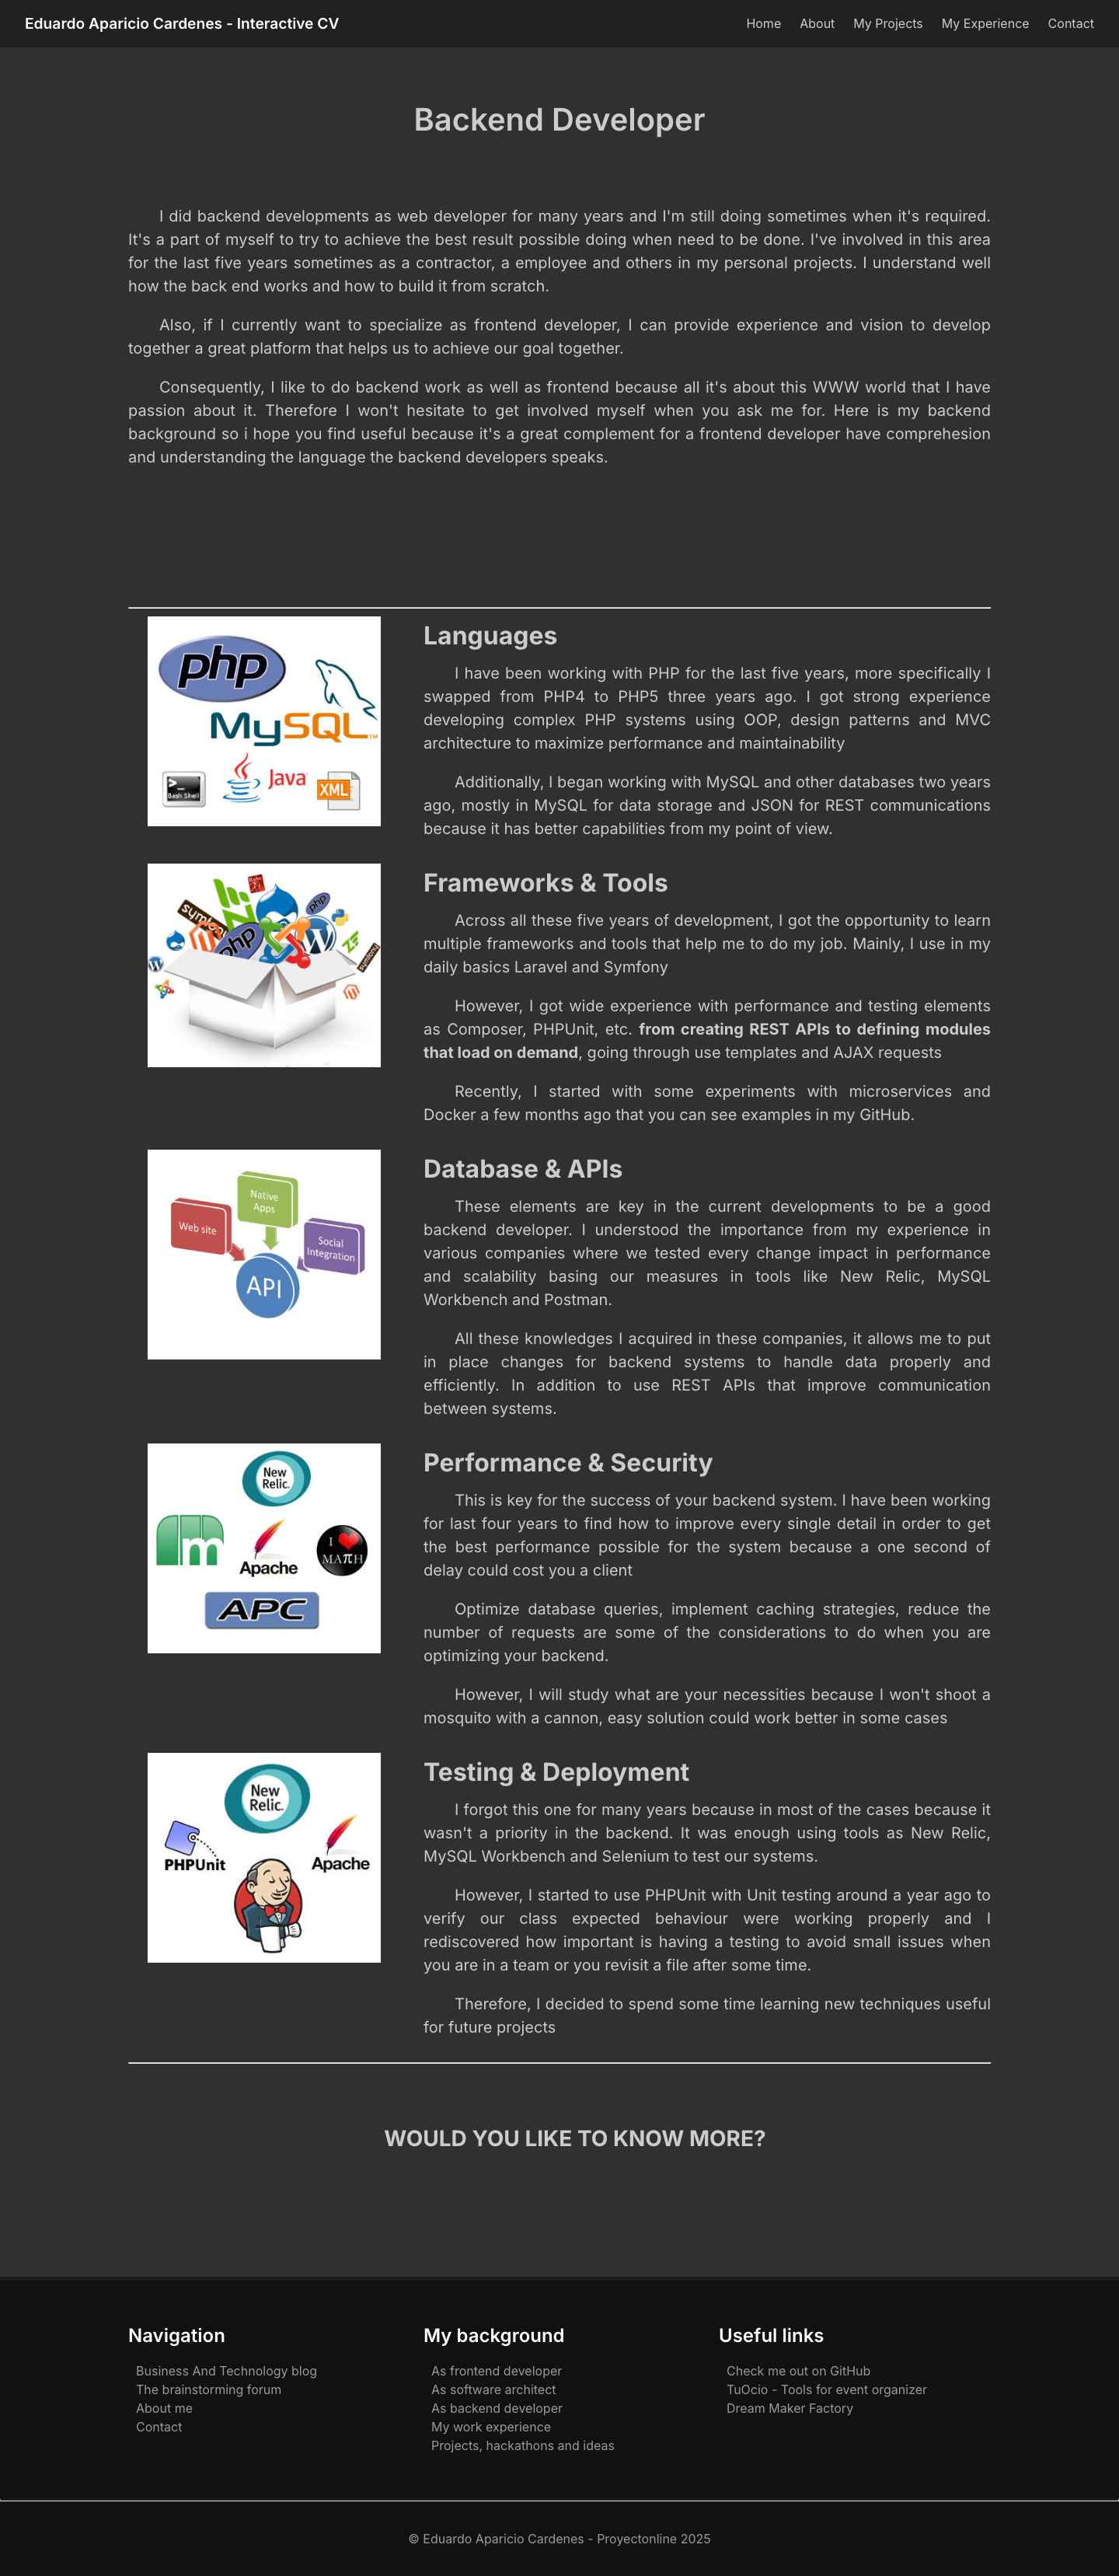 Eduardo Aparicio Cardenes - Interactive CV
Home About My Projects My Experience Contact
Backend Developer
I did backend developments as web developer for many years and I'm still doing sometimes when it's required.
It's a part of myself to try to achieve the best result possible doing when need to be done. I've involved in this area
for the last five years sometimes as a contractor, a employee and others in my personal projects. I understand well
how the back end works and how to build it from scratch.
Also, if I currently want to specialize as frontend developer, I can provide experience and vision to develop
together a great platform that helps us to achieve our goal together.
Consequently, I like to do backend work as well as frontend because all it's about this WWW world that I have
passion about it. Therefore I won't hesitate to get involved myself when you ask me for. Here is my backend
background so i hope you find useful because it's a great complement for a frontend developer have comprehesion
and understanding the language the backend developers speaks.
php
MySQL
TM
>_
Bash Shell
Java
XML
Languages
I have been working with PHP for the last five years, more specifically I
swapped from PHP4 to PHP5 three years ago. I got strong experience
developing complex PHP systems using OOP, design patterns and MVC
architecture to maximize performance and maintainability
Additionally, I began working with MySQL and other databases two years
ago, mostly in MySQL for data storage and JSON for REST communications
because it has better capabilities from my point of view.
php
php
symfony
Frameworks & Tools
Across all these five years of development, I got the opportunity to learn
multiple frameworks and tools that help me to do my job. Mainly, I use in my
daily basics Laravel and Symfony
However, I got wide experience with performance and testing elements
as Composer, PHPUnit, etc. from creating REST APIs to defining modules
that load on demand, going through use templates and AJAX requests
Recently, I started with some experiments with microservices and
Docker a few months ago that you can see examples in my GitHub.
Native
Apps
Web site
Social
Integration
API
Database & APIs
These elements are key in the current developments to be a good
backend developer. I understood the importance from my experience in
various companies where we tested every change impact in performance
and scalability basing our measures in tools like New Relic, MySQL
Workbench and Postman.
All these knowledges I acquired in these companies, it allows me to put
in place changes for backend systems to handle data properly and
efficiently. In addition to use REST APIs that improve communication
between systems.
New
Relic.
m
Apache
I
MAπH
APC
Performance & Security
This is key for the success of your backend system. I have been working
for last four years to find how to improve every single detail in order to get
the best performance possible for the system because a one second of
delay could cost you a client
Optimize database queries, implement caching strategies, reduce the
number of requests are some of the considerations to do when you are
optimizing your backend.
However, I will study what are your necessities because I won't shoot a
mosquito with a cannon, easy solution could work better in some cases
New
Relic.
PHPUnit
Apache
Testing & Deployment
I forgot this one for many years because in most of the cases because it
wasn't a priority in the backend. It was enough using tools as New Relic,
MySQL Workbench and Selenium to test our systems.
However, I started to use PHPUnit with Unit testing around a year ago to
verify our class expected behaviour were working properly and I
rediscovered how important is having a testing to avoid small issues when
you are in a team or you revisit a file after some time.
Therefore, I decided to spend some time learning new techniques useful
for future projects
WOULD YOU LIKE TO KNOW MORE?
Navigation
Business And Technology blog
The brainstorming forum
About me
Contact
My background
As frontend developer
As software architect
As backend developer
My work experience
Projects, hackathons and ideas
Useful links
Check me out on GitHub
TuOcio - Tools for event organizer
Dream Maker Factory
© Eduardo Aparicio Cardenes - Proyectonline 2025